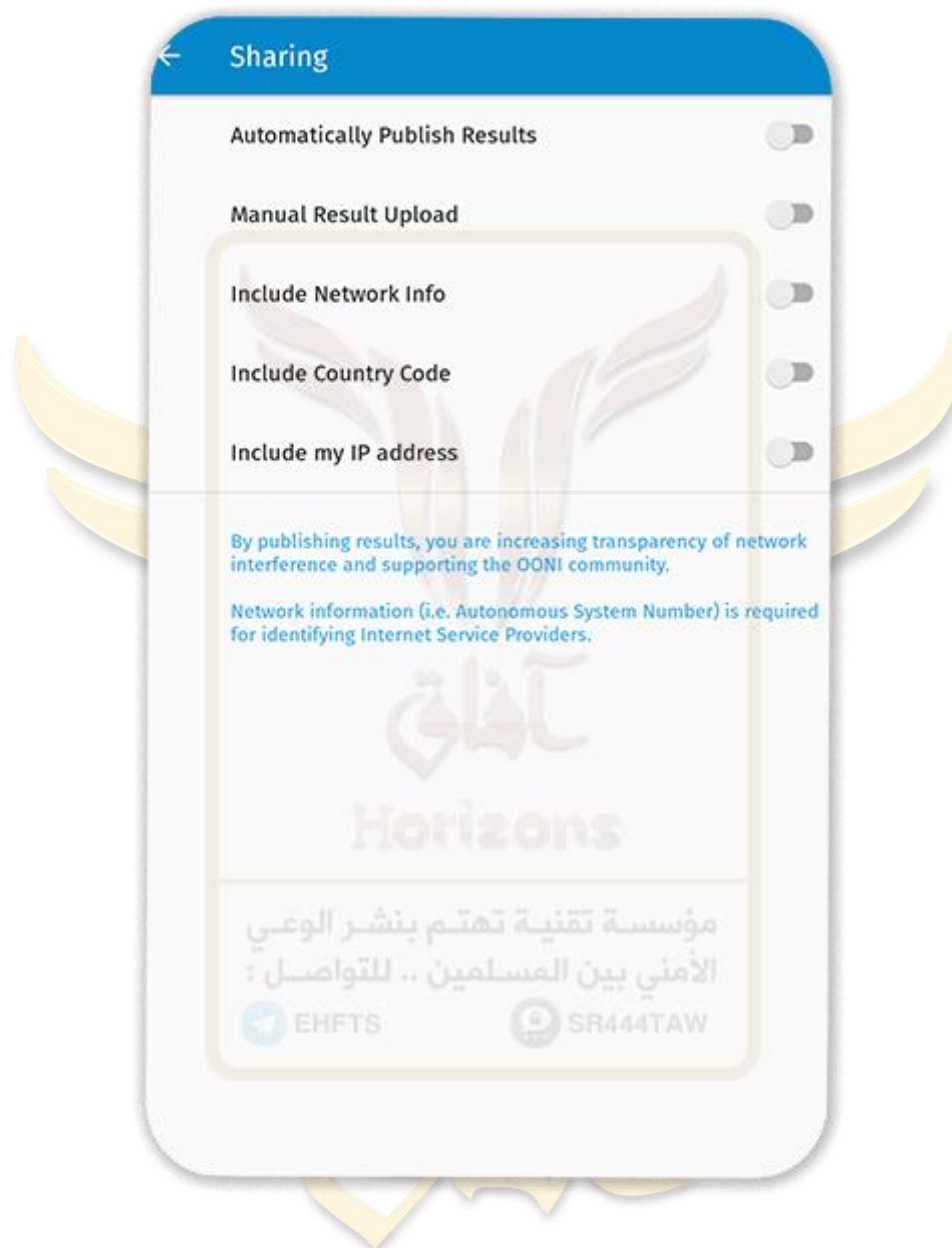 Sharing
Automatically Publish Results
Manual Result Upload
Include Network Info
Include Country Code
Include my IP address
By publishing results, you are increasing transparency of network
interference and supporting the OONI community.
Network information (i.e. Autonomous System Number) is required
for identifying Internet Service Providers.
آفاق
Horizons
مؤسسة تقنية تهتم بنشر الوعي
الأمني بين المسلمين .. للتواصل :
EHFTS SR444TAW